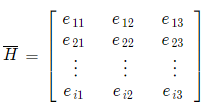 H̅ = [ e₁₁ e₁₂ e₁₃
e₂₁ e₂₂ e₂₃
⋮ ⋮ ⋮
eᵢ₁ eᵢ₂ eᵢ₃ ]